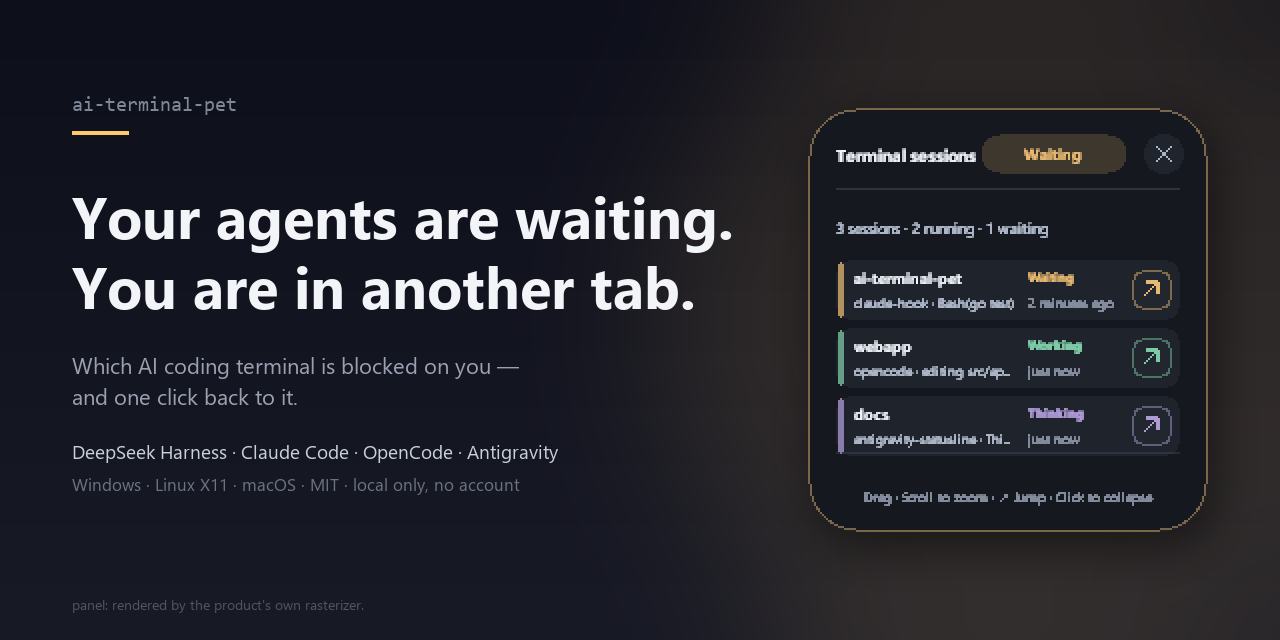 ai-terminal-pet
Your agents are waiting.
You are in another tab.
Which AI coding terminal is blocked on you —
and one click back to it.
DeepSeek Harness · Claude Code · OpenCode · Antigravity
Windows · Linux X11 · macOS · MIT · local only, no account
panel: rendered by the product's own rasterizer.
Terminal sessions Waiting
3 sessions · 2 running · 1 waiting
ai-terminal-pet Waiting
claude-hook · Bash(go test) 2 minutes ago
webapp Working
opencode · editing src/ap... just now
docs Thinking
antigravity-statusline · Thi... just now
Drag · Scroll to zoom · ↗ Jump · Click to collapse